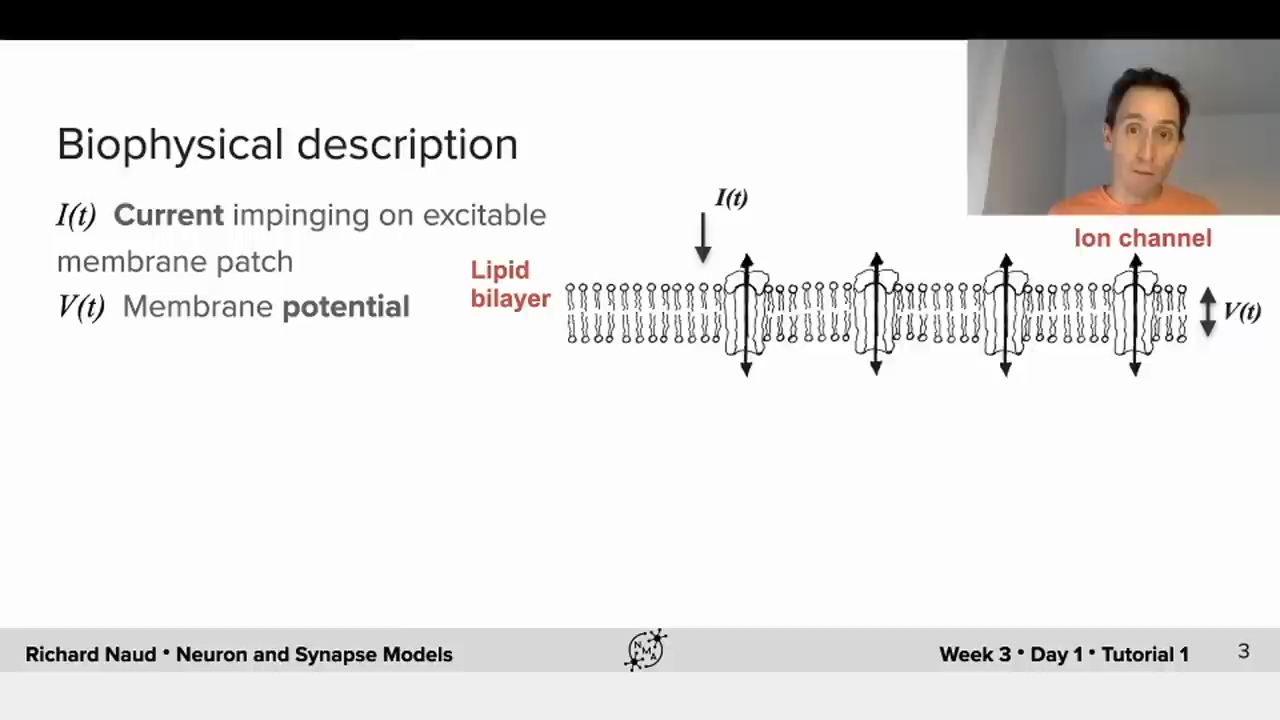 Biophysical description
I(t) Current impinging on excitable
membrane patch
V(t) Membrane potential
I(t)
Ion channel
Lipid
bilayer
V(t)
Richard Naud • Neuron and Synapse Models
NMA
Week 3 • Day 1 • Tutorial 1
3